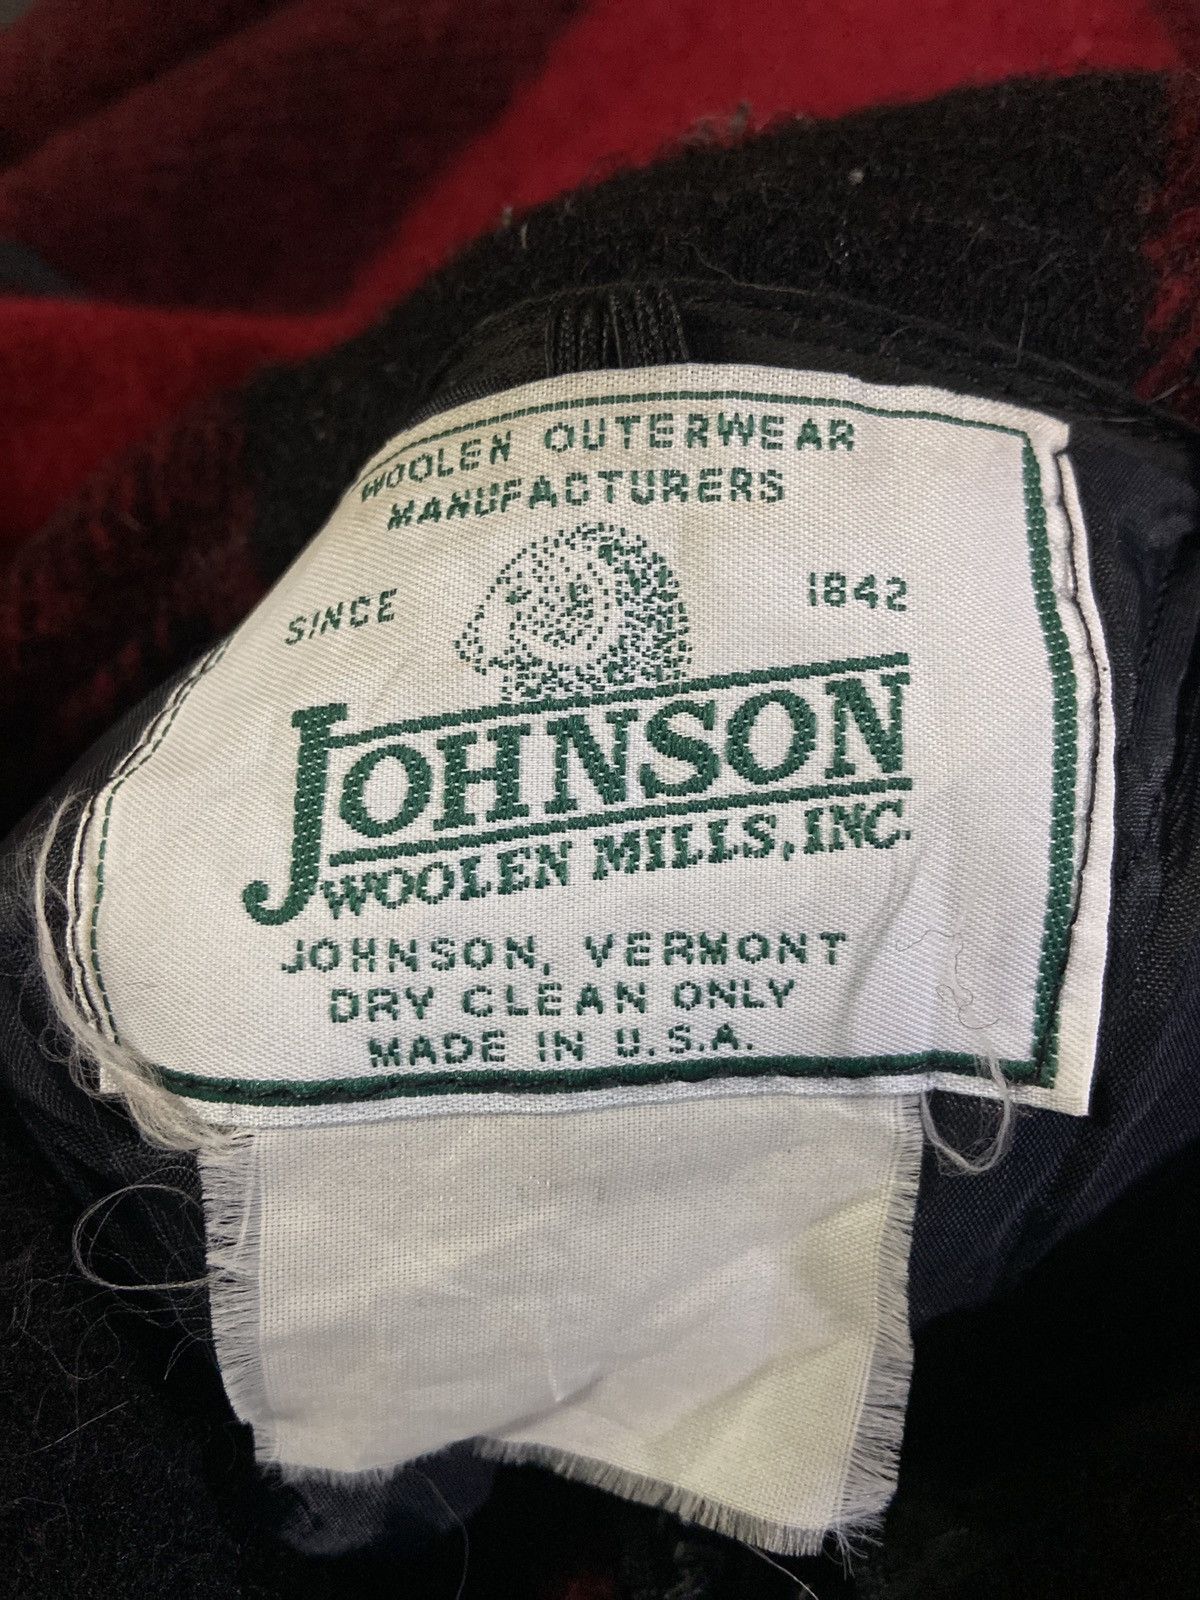 WOOLEN OUTERWEAR
MANUFACTURERS
SINCE 1842
JOHNSON
WOOLEN MILLS, INC.
JOHNSON, VERMONT
DRY CLEAN ONLY
MADE IN U.S.A.